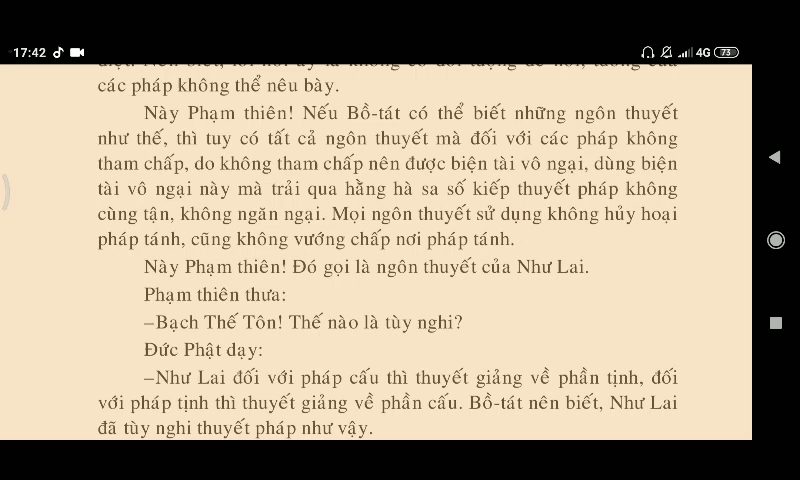 17:42
4G 73
các pháp không thể nêu bày.
Này Phạm thiên! Nếu Bồ-tát có thể biết những ngôn thuyết
như thế, thì tuy có tất cả ngôn thuyết mà đối với các pháp không
tham chấp, do không tham chấp nên được biện tài vô ngại, dùng biện
tài vô ngại này mà trải qua hằng hà sa số kiếp thuyết pháp không
cùng tận, không ngăn ngại. Mọi ngôn thuyết sử dụng không hủy hoại
pháp tánh, cũng không vướng chấp nơi pháp tánh.
Này Phạm thiên! Đó gọi là ngôn thuyết của Như Lai.
Phạm thiên thưa:
–Bạch Thế Tôn! Thế nào là tùy nghi?
Đức Phật dạy:
–Như Lai đối với pháp cấu thì thuyết giảng về phần tịnh, đối
với pháp tịnh thì thuyết giảng về phần cấu. Bồ-tát nên biết, Như Lai
đã tùy nghi thuyết pháp như vậy.